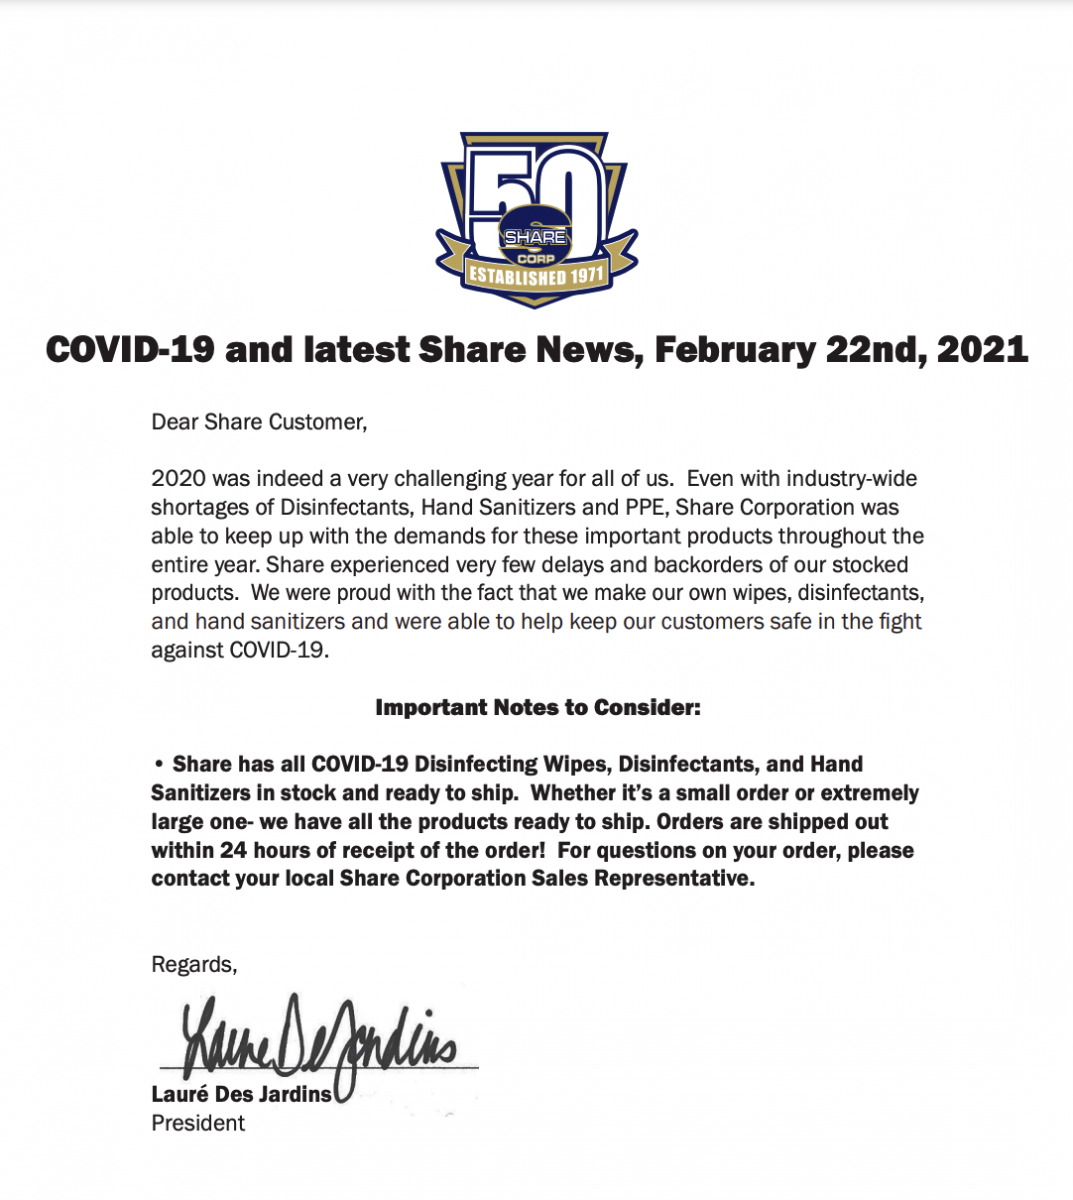 50
SHARE
CORP
ESTABLISHED 1971
COVID-19 and latest Share News, February 22nd, 2021
Dear Share Customer,
2020 was indeed a very challenging year for all of us.  Even with industry-wide
shortages of Disinfectants, Hand Sanitizers and PPE, Share Corporation was
able to keep up with the demands for these important products throughout the
entire year. Share experienced very few delays and backorders of our stocked
products.  We were proud with the fact that we make our own wipes, disinfectants,
and hand sanitizers and were able to help keep our customers safe in the fight
against COVID-19.
Important Notes to Consider:
• Share has all COVID-19 Disinfecting Wipes, Disinfectants, and Hand
Sanitizers in stock and ready to ship.  Whether it’s a small order or extremely
large one- we have all the products ready to ship. Orders are shipped out
within 24 hours of receipt of the order!  For questions on your order, please
contact your local Share Corporation Sales Representative.
Regards,
Laure Des Jardins
Lauré Des Jardins
President